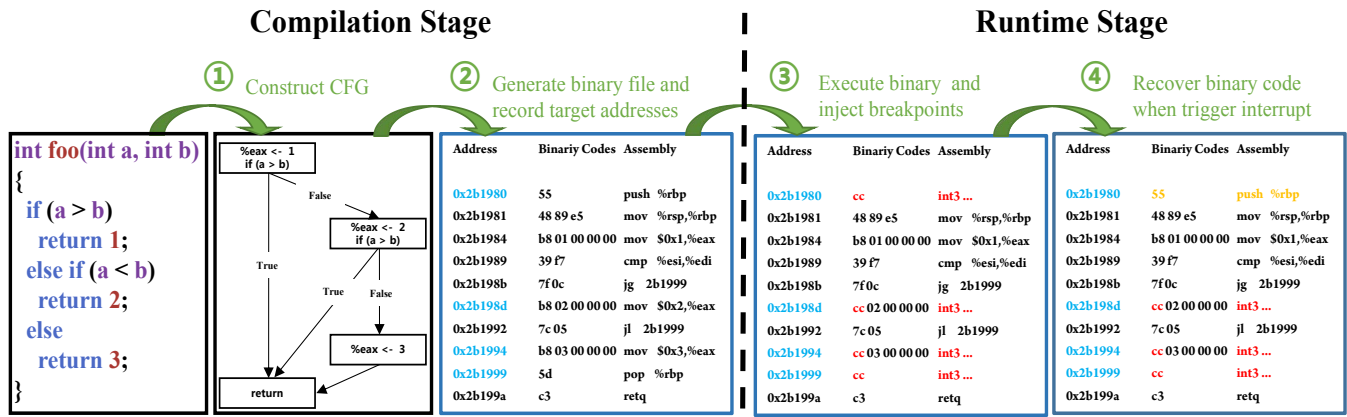 Compilation Stage
Runtime Stage
① Construct CFG
② Generate binary file and
record target addresses
③ Execute binary and
inject breakpoints
④ Recover binary code
when trigger interrupt
int foo(int a, int b)
{
if (a > b)
return 1;
else if (a < b)
return 2;
else
return 3;
}
%eax <- 1
if (a > b)
False
%eax <- 2
if (a > b)
True
True
False
%eax <- 3
return
Address Binariy Codes Assembly
0x2b1980 55 push %rbp
0x2b1981 48 89 e5 mov %rsp,%rbp
0x2b1984 b8 01 00 00 00 mov $0x1,%eax
0x2b1989 39 f7 cmp %esi,%edi
0x2b198b 7f 0c jg 2b1999
0x2b198d b8 02 00 00 00 mov $0x2,%eax
0x2b1992 7c 05 jl 2b1999
0x2b1994 b8 03 00 00 00 mov $0x3,%eax
0x2b1999 5d pop %rbp
0x2b199a c3 retq
Address Binariy Codes Assembly
0x2b1980 cc int3 ...
0x2b1981 48 89 e5 mov %rsp,%rbp
0x2b1984 b8 01 00 00 00 mov $0x1,%eax
0x2b1989 39 f7 cmp %esi,%edi
0x2b198b 7f 0c jg 2b1999
0x2b198d cc 02 00 00 00 int3 ...
0x2b1992 7c 05 jl 2b1999
0x2b1994 cc 03 00 00 00 int3 ...
0x2b1999 cc int3 ...
0x2b199a c3 retq
Address Binariy Codes Assembly
0x2b1980 55 push %rbp
0x2b1981 48 89 e5 mov %rsp,%rbp
0x2b1984 b8 01 00 00 00 mov $0x1,%eax
0x2b1989 39 f7 cmp %esi,%edi
0x2b198b 7f 0c jg 2b1999
0x2b198d cc 02 00 00 00 int3 ...
0x2b1992 7c 05 jl 2b1999
0x2b1994 cc 03 00 00 00 int3 ...
0x2b1999 cc int3 ...
0x2b199a c3 retq